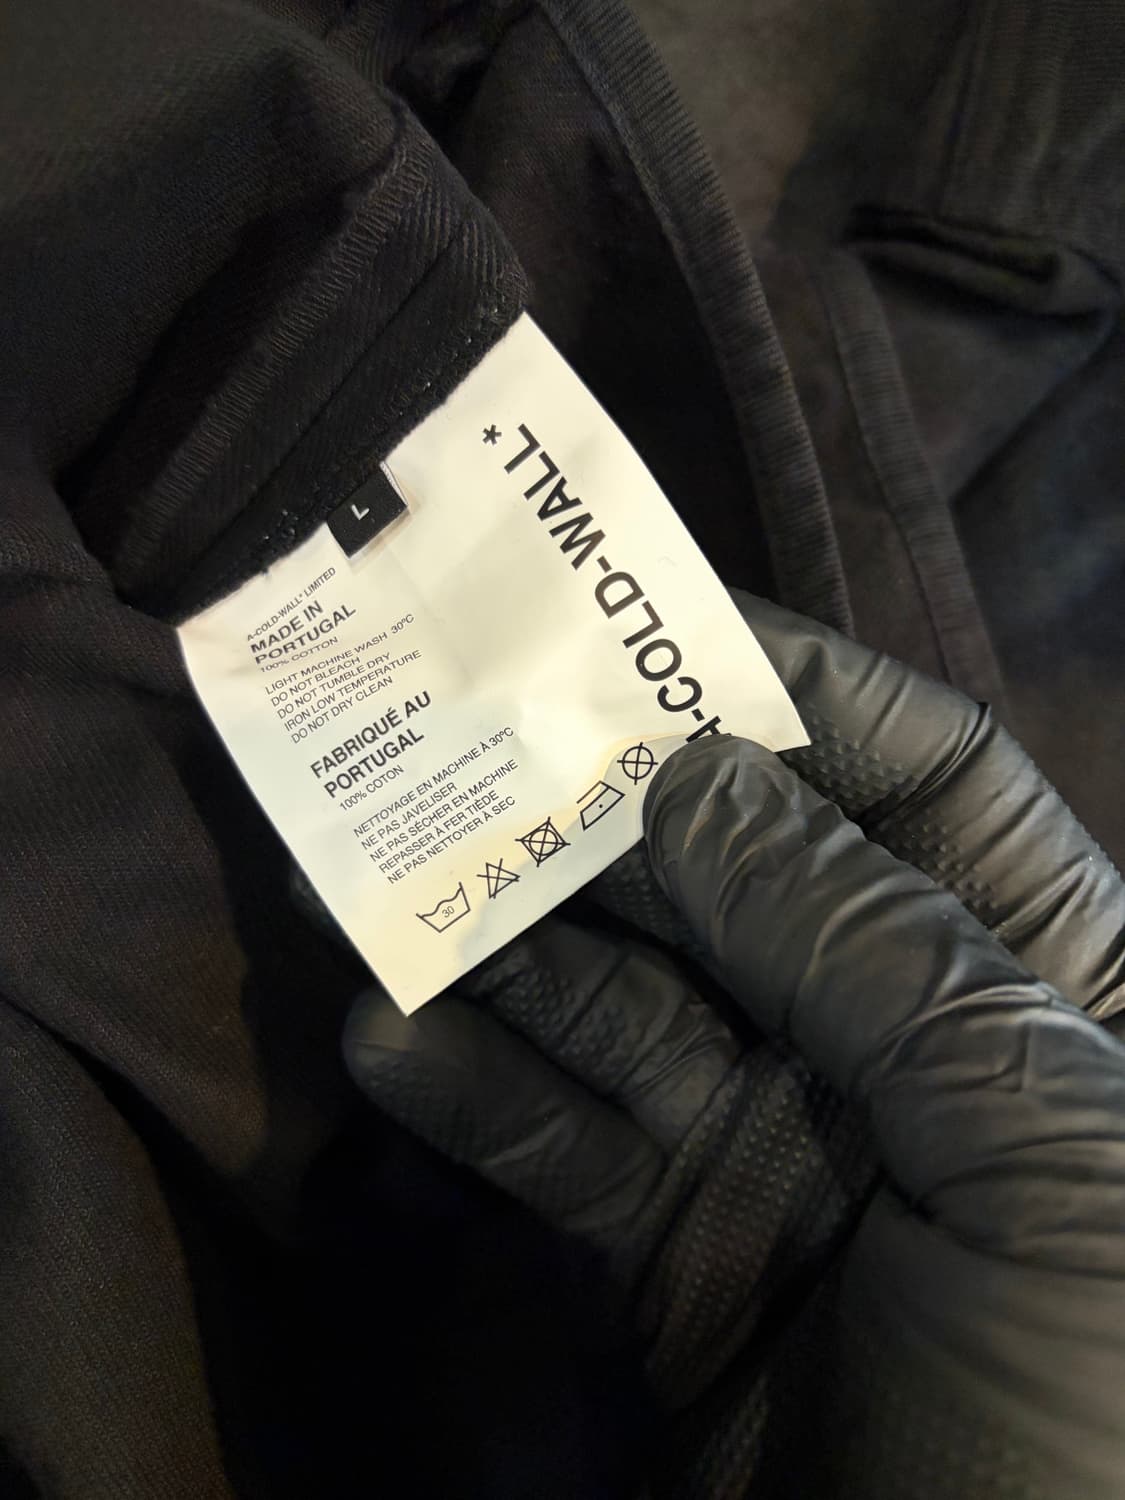 A-COLD-WALL*
L
A-COLD-WALL* LIMITED
MADE IN
PORTUGAL
100% COTTON
LIGHT MACHINE WASH 30ºC
DO NOT BLEACH
DO NOT TUMBLE DRY
IRON LOW TEMPERATURE
DO NOT DRY CLEAN
FABRIQUÉ AU
PORTUGAL
100% COTON
NETTOYAGE EN MACHINE À 30ºC
NE PAS JAVELISER
NE PAS SÉCHER EN MACHINE
REPASSER À FER TIÈDE
NE PAS NETTOYER À SEC
30